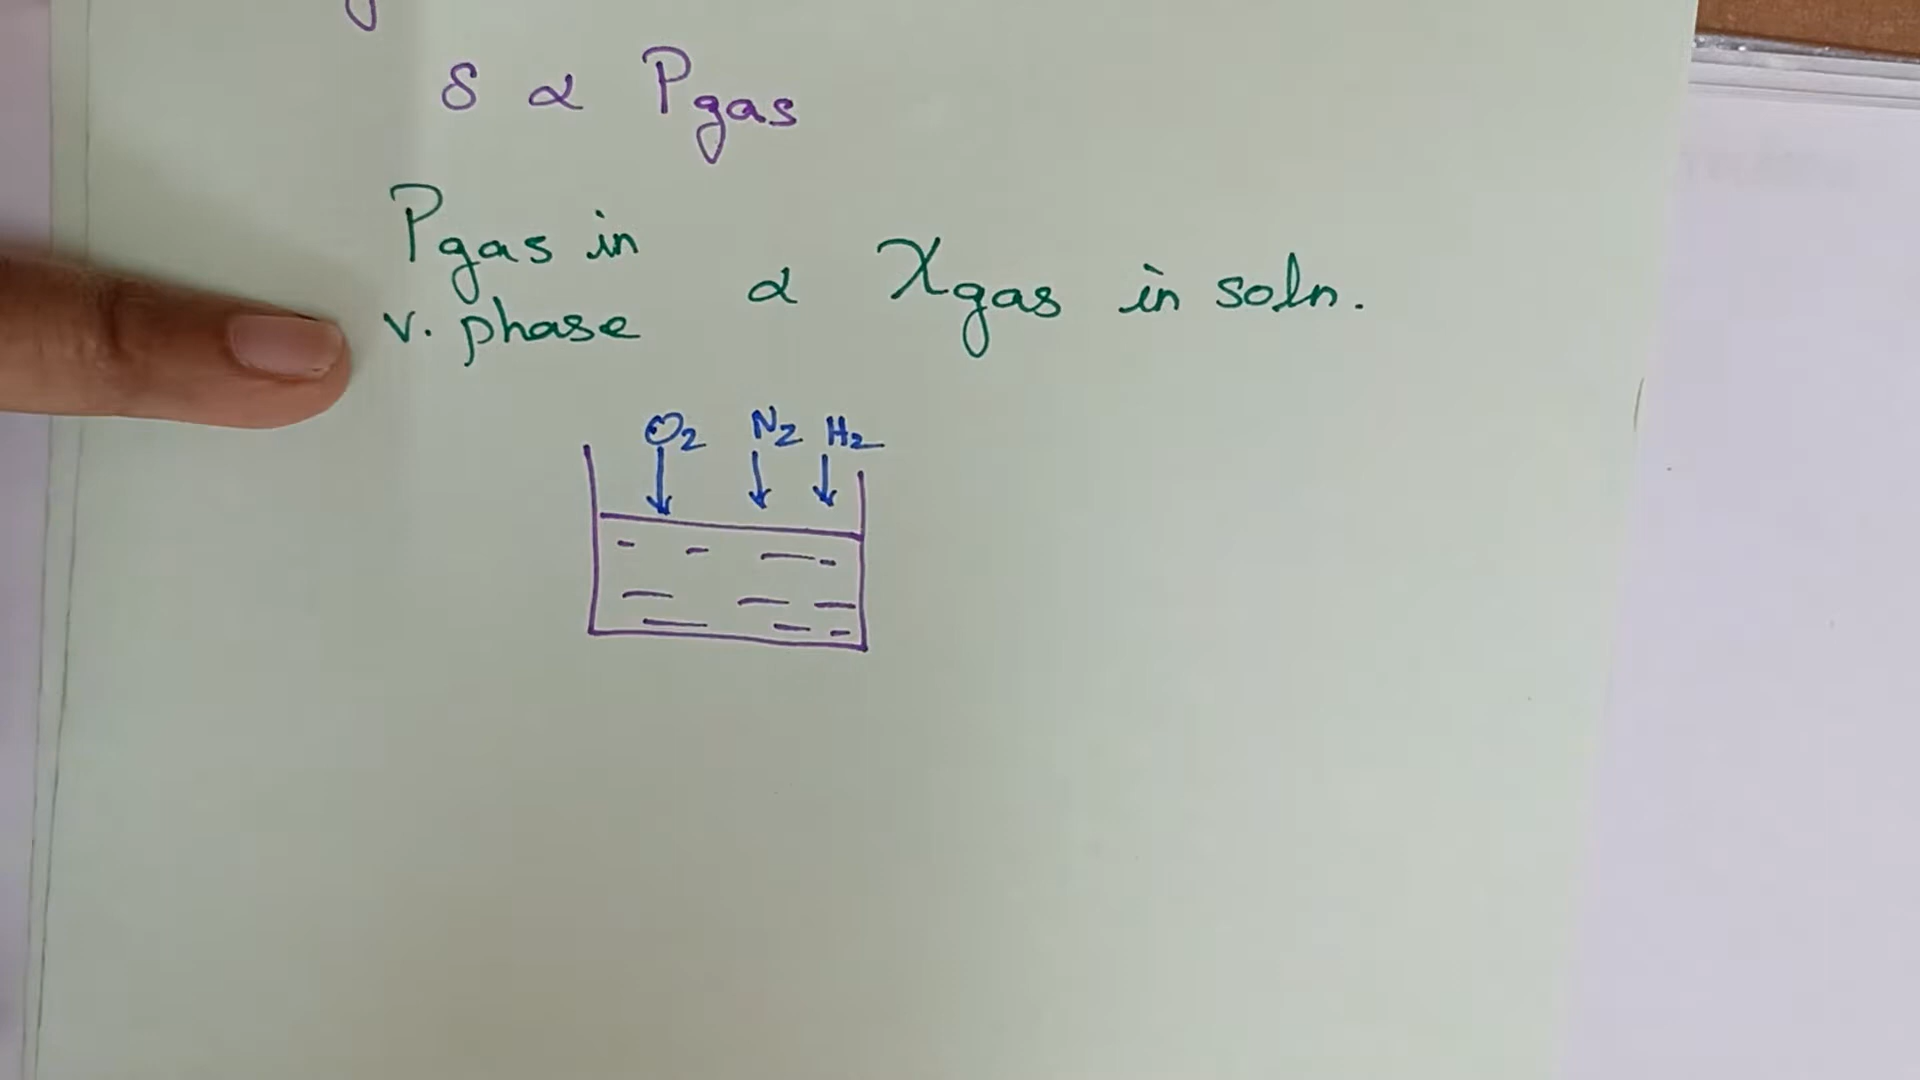 S α Pgas
Pgas in v. phase α Xgas in soln.
O2 N2 H2